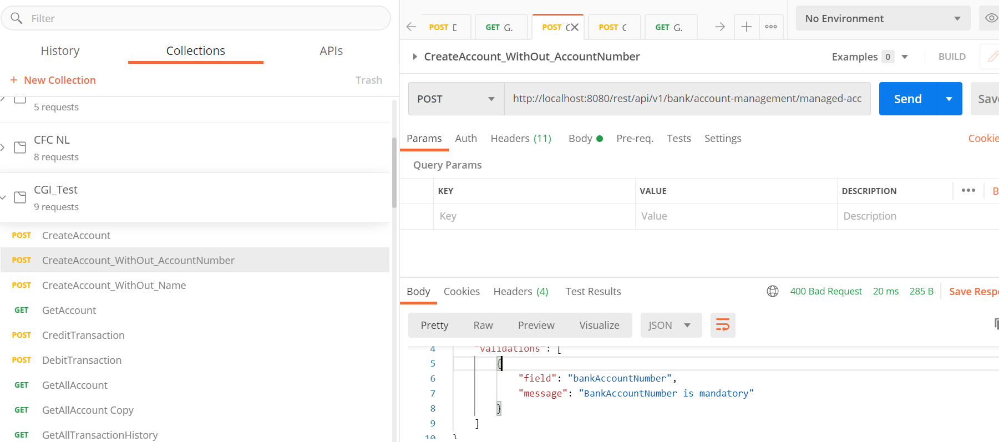 Filter
History
Collections
APIs
+ New Collection
Trash
5 requests
CFC NL
8 requests
CGI_Test
9 requests
POST CreateAccount
POST CreateAccount_WithOut_AccountNumber
POST CreateAccount_WithOut_Name
GET GetAccount
POST CreditTransaction
POST DebitTransaction
GET GetAllAccount
GET GetAllAccount Copy
GET GetAllTransactionHistory
POST
GET G.
POST
POST C
GET G.
No Environment
CreateAccount_WithOut_AccountNumber
Examples 0
BUILD
POST
http://localhost:8080/rest/api/v1/bank/account-management/managed-acc
Send
Save
Params Auth Headers (11) Body Pre-req. Tests Settings
Cookie
Query Params
KEY VALUE DESCRIPTION
B
Key Value Description
Body Cookies Headers (4) Test Results
400 Bad Request 20 ms 285 B
Save Respo
Pretty Raw Preview Visualize
JSON
4 "validations": [
5 {
6 "field": "bankAccountNumber",
7 "message": "BankAccountNumber is mandatory"
8 }
9 ]
10 }